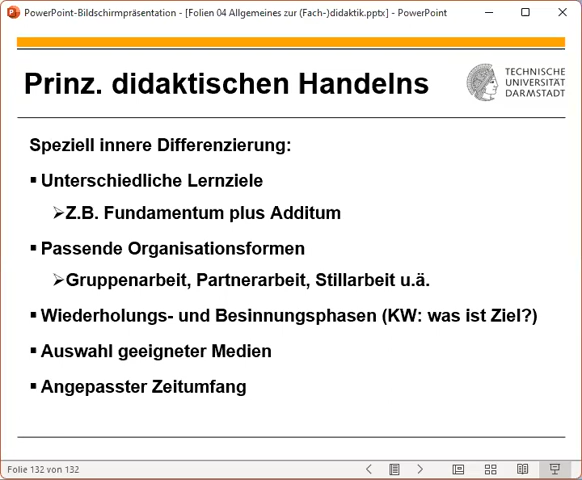 PowerPoint-Bildschirmpräsentation - [Folien 04 Allgemeines zur (Fach-)didaktik.pptx] - PowerPoint
Prinz. didaktischen Handelns
TECHNISCHE
UNIVERSITÄT
DARMSTADT
Speziell innere Differenzierung:
▪ Unterschiedliche Lernziele
➢Z.B. Fundamentum plus Additum
▪ Passende Organisationsformen
➢Gruppenarbeit, Partnerarbeit, Stillarbeit u.ä.
▪ Wiederholungs- und Besinnungsphasen (KW: was ist Ziel?)
▪ Auswahl geeigneter Medien
▪ Angepasster Zeitumfang
Folie 132 von 132